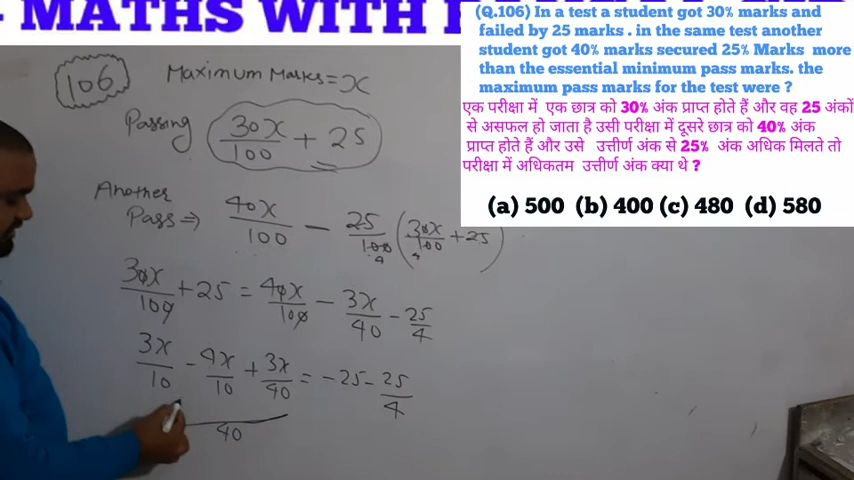 MATHS WITH
(Q.106) In a test a student got 30% marks and
failed by 25 marks . in the same test another
student got 40% marks secured 25% Marks more
than the essential minimum pass marks. the
maximum pass marks for the test were ?
एक परीक्षा में एक छात्र को 30% अंक प्राप्त होते हैं और वह 25 अंकों
से असफल हो जाता है उसी परीक्षा में दूसरे छात्र को 40% अंक
प्राप्त होते हैं और उसे उत्तीर्ण अंक से 25% अंक अधिक मिलते तो
परीक्षा में अधिकतम उत्तीर्ण अंक क्या थे ?
(a) 500 (b) 400 (c) 480 (d) 580
106 Maximum Marks = x
Passing 30x/100 + 25
Another
Pass ⇒ 40x/100 - 25/100 (30x/100 + 25)
4
30x/100 + 25 = 40x/100 - 3x/40 - 25/4
3x/10 - 4x/10 + 3x/40 = -25 - 25/4
40